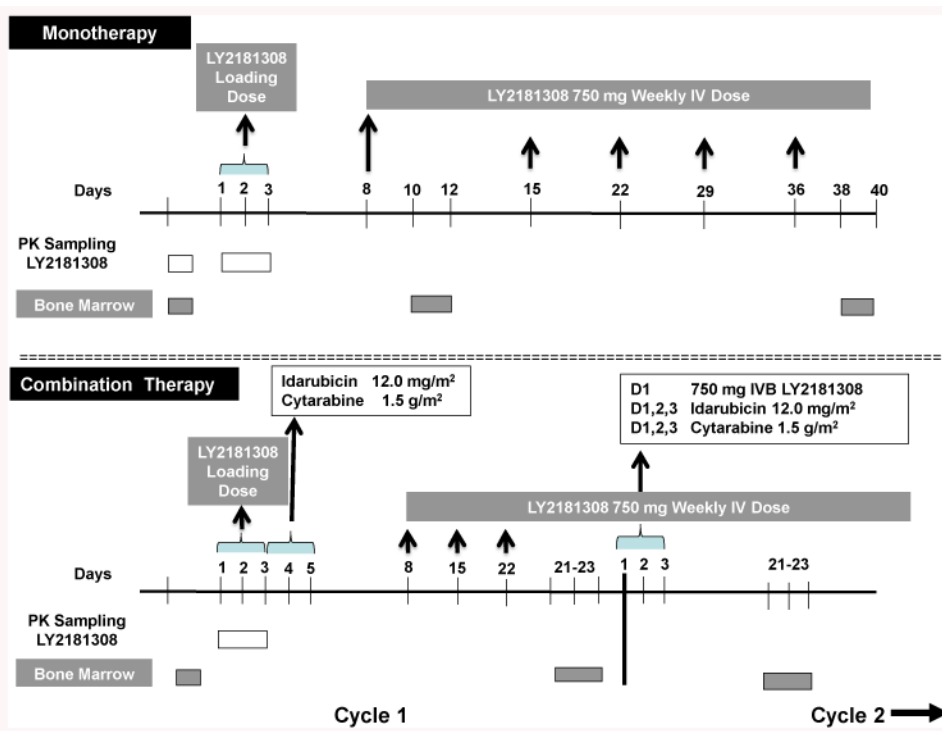 Monotherapy
LY2181308
Loading
Dose
LY2181308 750 mg Weekly IV Dose
Days 1 2 3 8 10 12 15 22 29 36 38 40
PK Sampling
LY2181308
Bone Marrow
==========================================================================
Combination Therapy
Idarubicin 12.0 mg/m²
Cytarabine 1.5 g/m²
D1 750 mg IVB LY2181308
D1,2,3 Idarubicin 12.0 mg/m²
D1,2,3 Cytarabine 1.5 g/m²
LY2181308
Loading
Dose
LY2181308 750 mg Weekly IV Dose
Days 1 2 3 4 5 8 15 22 21-23 1 2 3 21-23
PK Sampling
LY2181308
Bone Marrow
Cycle 1 Cycle 2